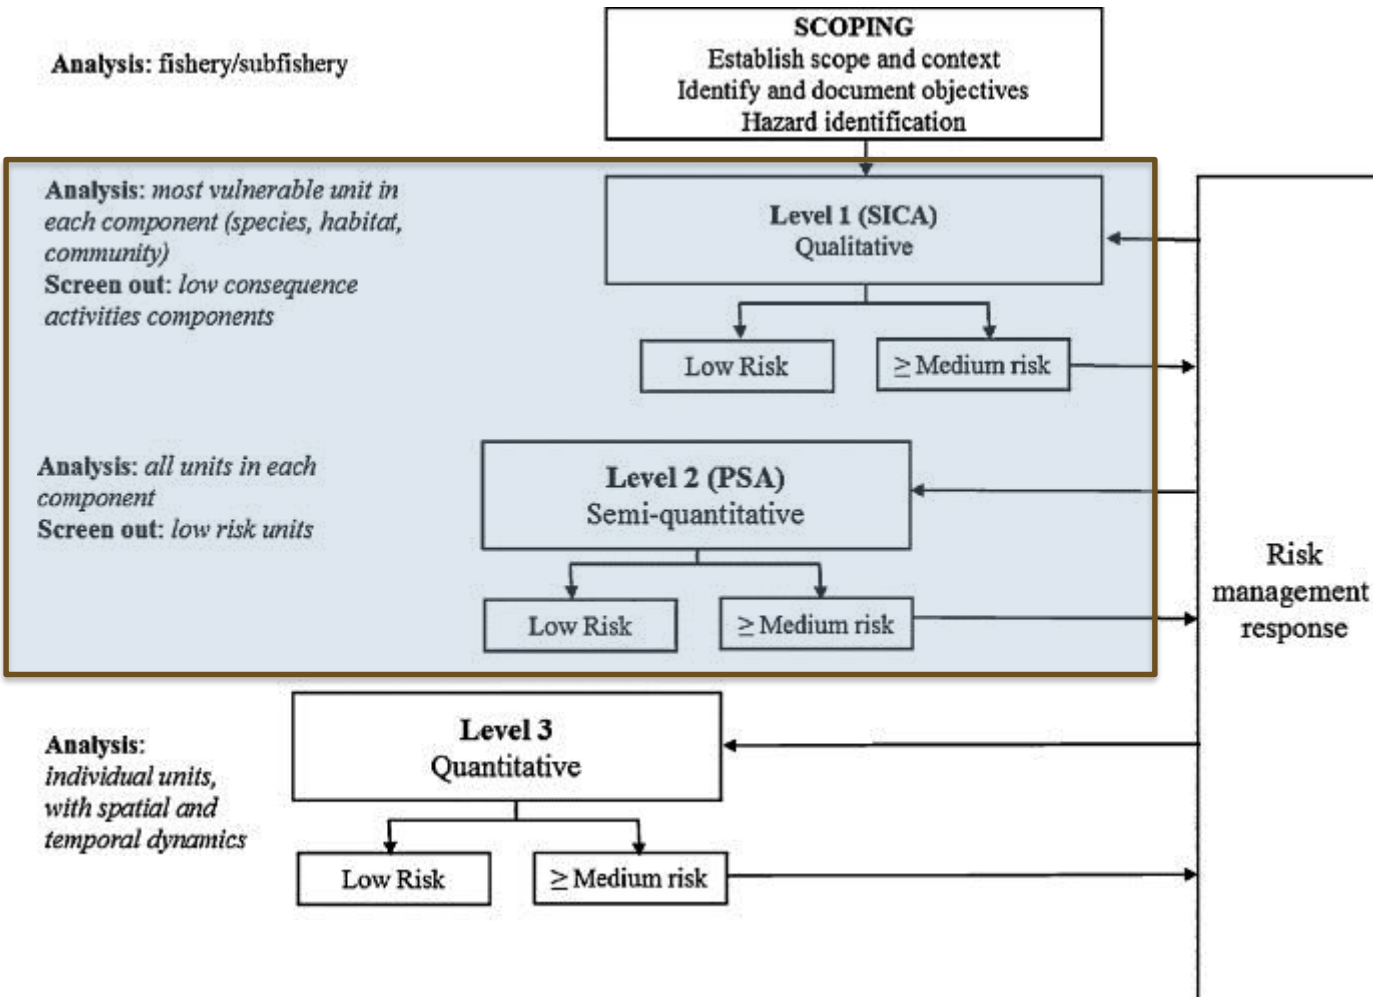 SCOPING
Establish scope and context
Identify and document objectives
Hazard identification
Analysis: fishery/subfishery
Analysis: most vulnerable unit in
each component (species, habitat,
community)
Screen out: low consequence
activities components
Level 1 (SICA)
Qualitative
Low Risk
≥ Medium risk
Analysis: all units in each
component
Screen out: low risk units
Level 2 (PSA)
Semi-quantitative
Low Risk
≥ Medium risk
Risk
management
response
Analysis:
individual units,
with spatial and
temporal dynamics
Level 3
Quantitative
Low Risk
≥ Medium risk